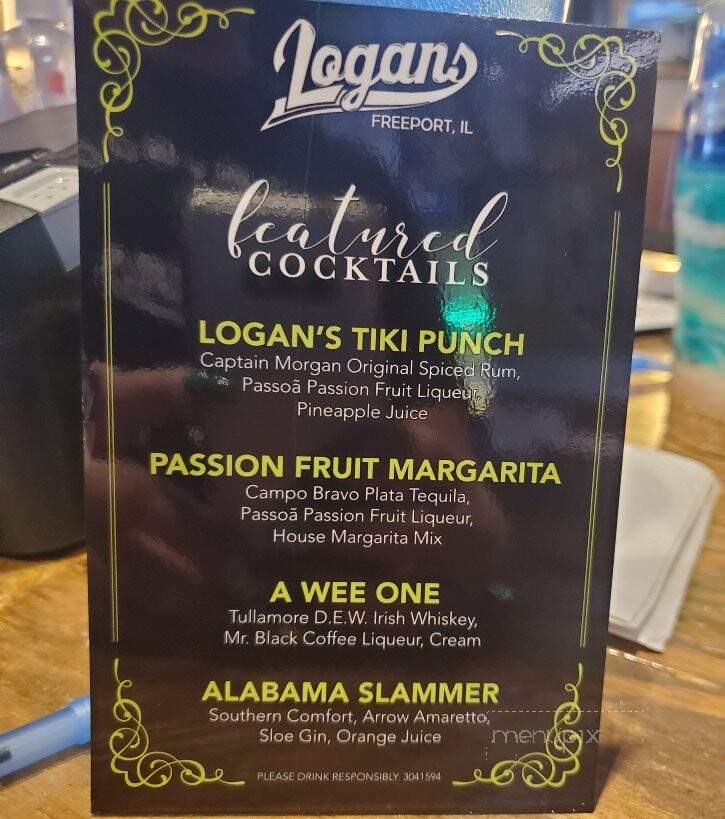 Logans
FREEPORT, IL
featured
COCKTAILS
LOGAN'S TIKI PUNCH
Captain Morgan Original Spiced Rum,
Passoã Passion Fruit Liqueur,
Pineapple Juice
PASSION FRUIT MARGARITA
Campo Bravo Plata Tequila,
Passoã Passion Fruit Liqueur,
House Margarita Mix
A WEE ONE
Tullamore D.E.W. Irish Whiskey,
Mr. Black Coffee Liqueur, Cream
ALABAMA SLAMMER
Southern Comfort, Arrow Amaretto,
Sloe Gin, Orange Juice
menupix
PLEASE DRINK RESPONSIBLY. 3041594